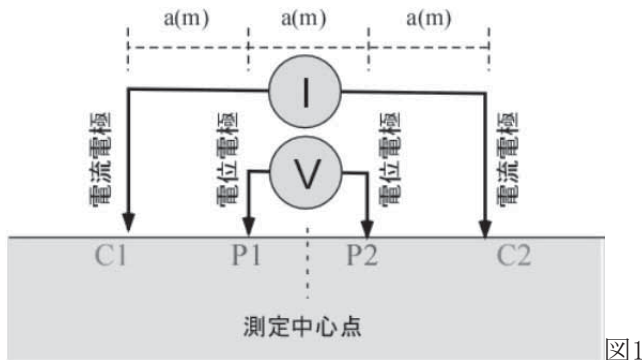 a(m) a(m) a(m)
I
電流電極
電位電極
V
電位電極
電流電極
C1 P1 P2 C2
測定中心点
図1